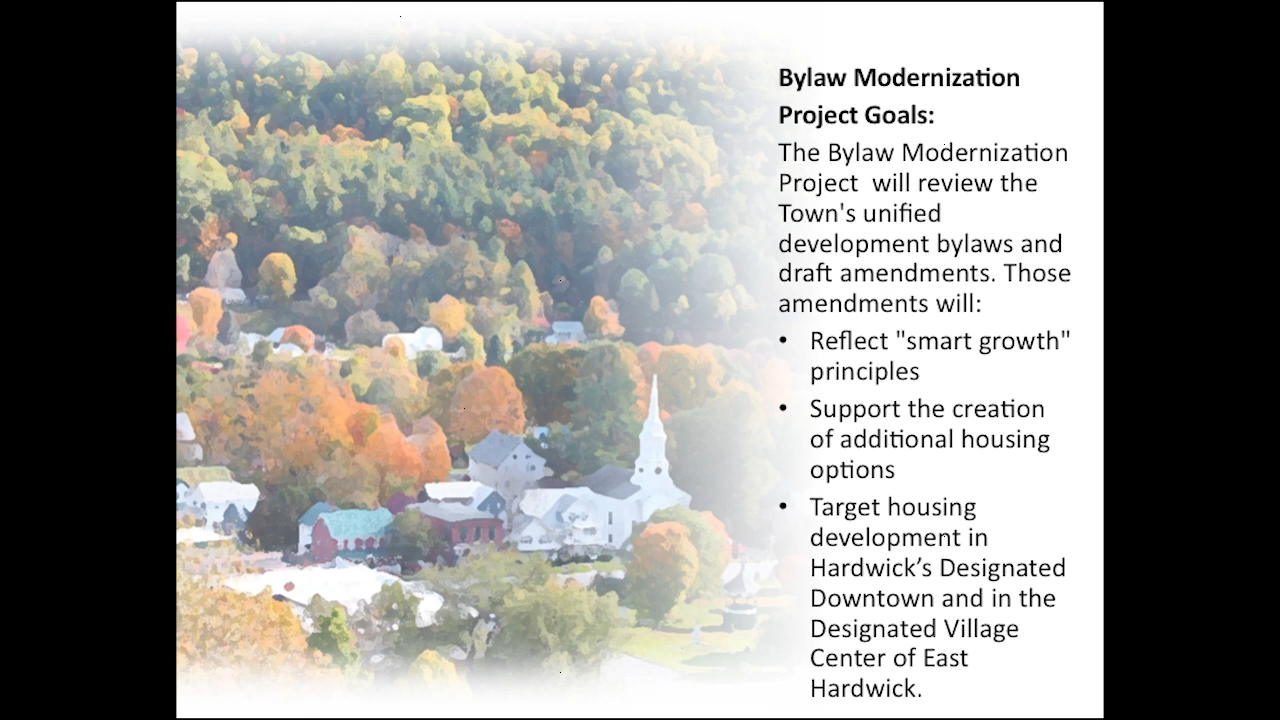 Bylaw Modernization
Project Goals:
The Bylaw Modernization
Project  will review the
Town's unified
development bylaws and
draft amendments. Those
amendments will:
• Reflect "smart growth"
principles
• Support the creation
of additional housing
options
• Target housing
development in
Hardwick’s Designated
Downtown and in the
Designated Village
Center of East
Hardwick.